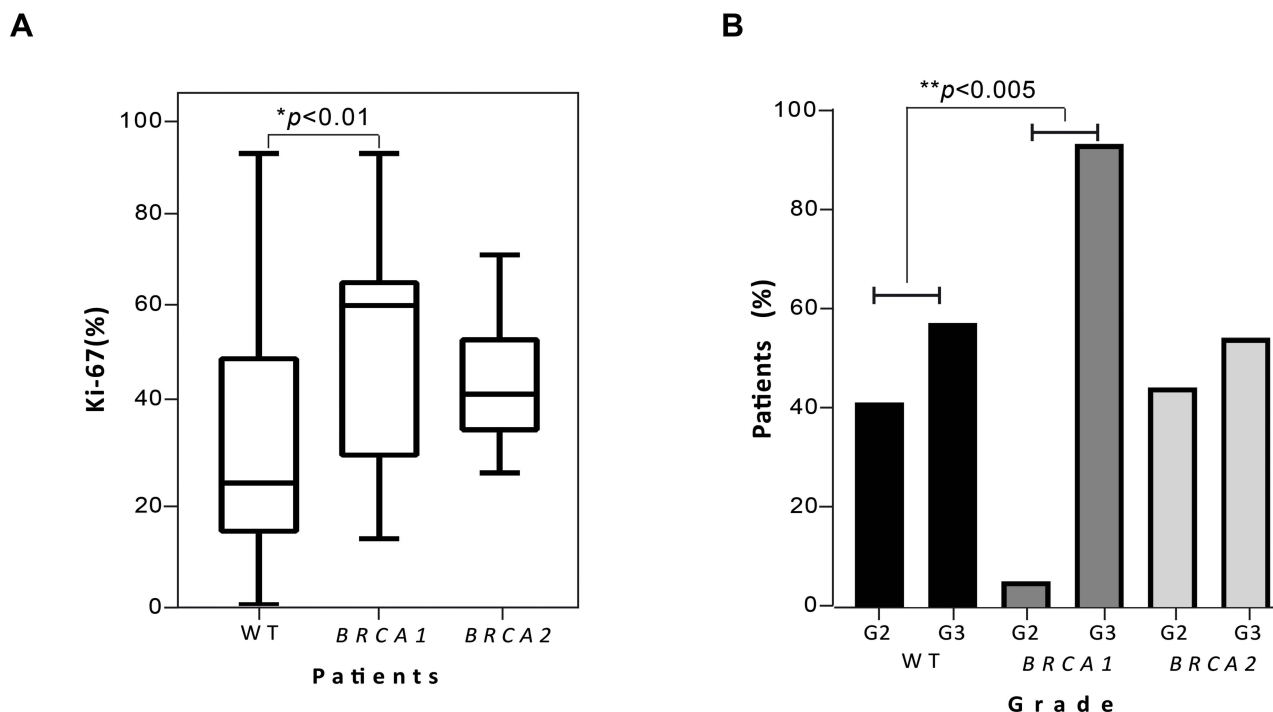 A
*p<0.01
100
80
60
40
20
0
Ki-67(%)
WT
BRCA1
BRCA2
Patients
B
**p<0.005
100
80
60
40
20
0
Patients (%)
G2 G3 G2 G3 G2 G3
WT BRCA1 BRCA2
Grade